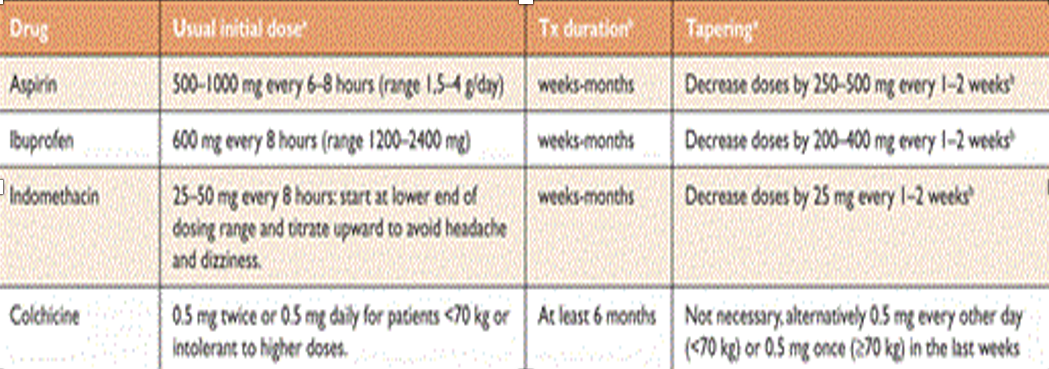 Drug Usual initial doseᵃ Tx durationᵇ Taperingᵃ
Aspirin 500–1000 mg every 6–8 hours (range 1.5–4 g/day) weeks-months Decrease doses by 250–500 mg every 1–2 weeksᵇ
Ibuprofen 600 mg every 8 hours (range 1200–2400 mg) weeks-months Decrease doses by 200–400 mg every 1–2 weeksᵇ
Indomethacin 25–50 mg every 8 hours: start at lower end of weeks-months Decrease doses by 25 mg every 1–2 weeksᵇ
dosing range and titrate upward to avoid headache
and dizziness.
Colchicine 0.5 mg twice or 0.5 mg daily for patients <70 kg or At least 6 months Not necessary, alternatively 0.5 mg every other day
intolerant to higher doses. (<70 kg) or 0.5 mg once (≥70 kg) in the last weeks